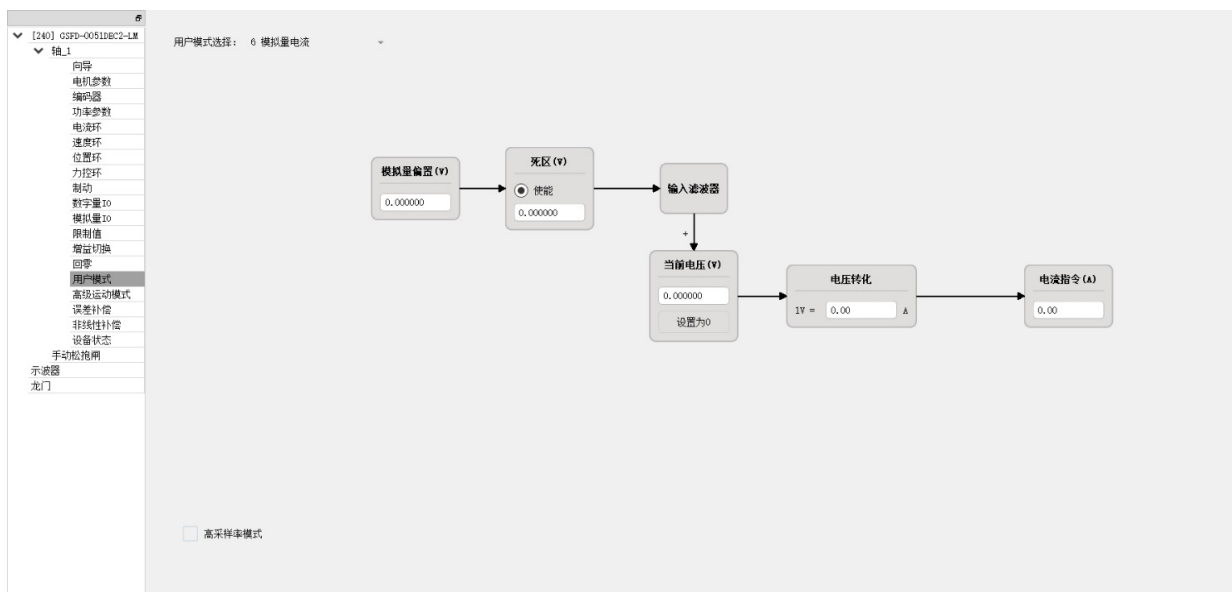 [240] GSFD-0051DEC2-LM
轴_1
向导
电机参数
编码器
功率参数
电流环
速度环
位置环
力控环
制动
数字量IO
模拟量IO
限制值
增益切换
回零
用户模式
高级运动模式
误差补偿
非线性补偿
设备状态
手动松抱闸
示波器
龙门
用户模式选择: 6 模拟量电流
模拟量偏置(V)
0.000000
死区(V)
使能
0.000000
输入滤波器
+
当前电压(V)
0.000000
设置为0
电压转化
1V = 0.00 A
电流指令(A)
0.00
高采样率模式